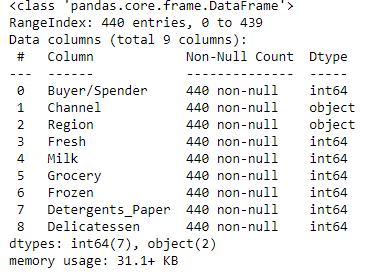 <class 'pandas.core.frame.DataFrame'>
RangeIndex: 440 entries, 0 to 439
Data columns (total 9 columns):
 #   Column            Non-Null Count  Dtype
---  ------            --------------  -----
 0   Buyer/Spender     440 non-null    int64
 1   Channel           440 non-null    object
 2   Region            440 non-null    object
 3   Fresh             440 non-null    int64
 4   Milk              440 non-null    int64
 5   Grocery           440 non-null    int64
 6   Frozen            440 non-null    int64
 7   Detergents_Paper  440 non-null    int64
 8   Delicatessen      440 non-null    int64
dtypes: int64(7), object(2)
memory usage: 31.1+ KB